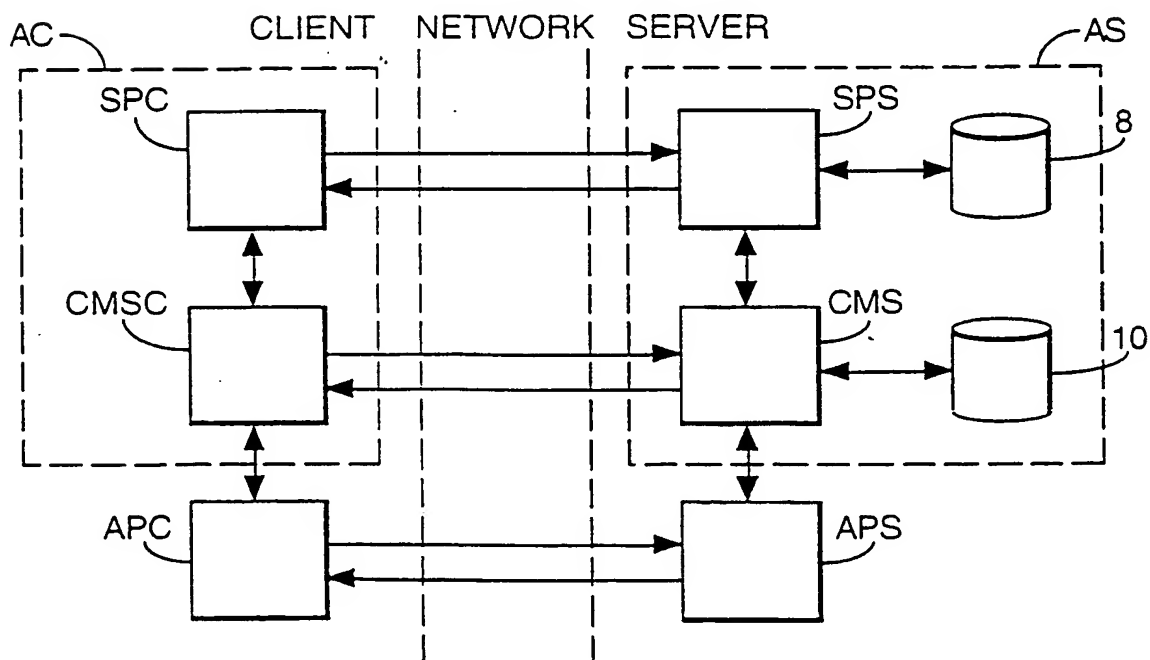 AC
CLIENT
NETWORK
SERVER
AS
SPC
SPS
8
CMSC
CMS
10
APC
APS